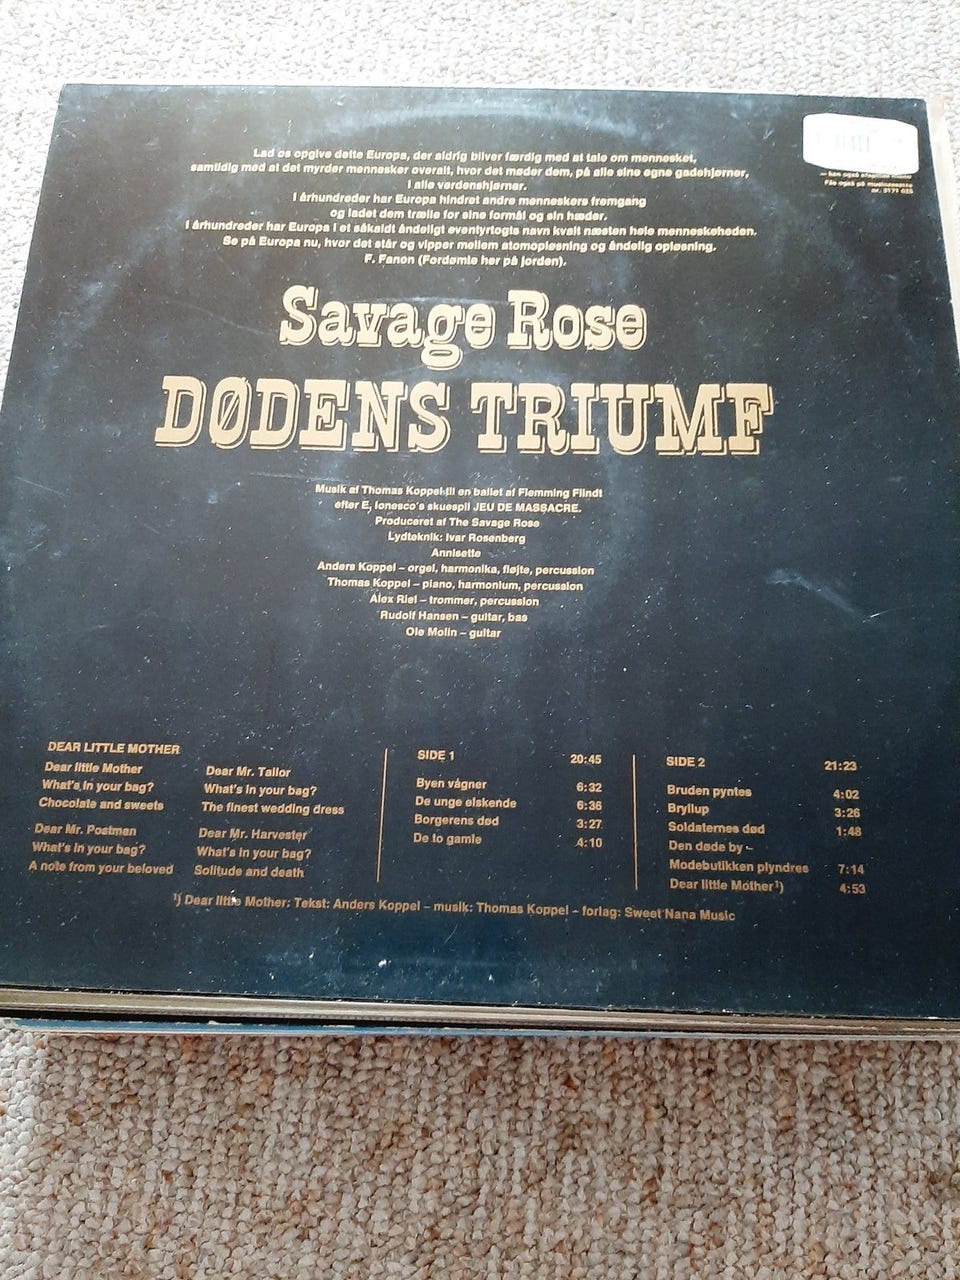 Lad os opgive dette Europa, der aldrig bliver færdig med at tale om mennesket,
samtidig med at det myrder mennesker overalt, hvor det møder dem, på alle sine egne gadehjørner,
i alle verdenshjørner.
I århundreder har Europa hindret andre menneskers fremgang
og ladet dem trælle for sine formål og sin hæder.
I århundreder har Europa i et såkaldt åndeligt eventyrtogts navn kvalt næsten hele menneskeheden.
Se på Europa nu, hvor det står og vipper mellem atomopløsning og åndelig opløsning.
F. Fanon (Fordømte her på jorden).
– kan også
Fås også på musicassette
nr. 3171 025
Savage Rose
DØDENS TRIUMF
Musik af Thomas Koppel til en ballet af Flemming Flindt
efter E. Ionesco's skuespil JEU DE MASSACRE.
Produceret af The Savage Rose
Lydteknik: Ivar Rosenberg
Annisette
Anders Koppel – orgel, harmonika, fløjte, percussion
Thomas Koppel – piano, harmonium, percussion
Alex Riel – trommer, percussion
Rudolf Hansen – guitar, bas
Ole Molin – guitar
DEAR LITTLE MOTHER
Dear little Mother
What's in your bag?
Chocolate and sweets
Dear Mr. Postman
What's in your bag?
A note from your beloved
Dear Mr. Tailor
What's in your bag?
The finest wedding dress
Dear Mr. Harvester
What's in your bag?
Solitude and death
SIDE 1 20:45
Byen vågner 6:32
De unge elskende 6:36
Borgerens død 3:27
De to gamle 4:10
SIDE 2 21:23
Bruden pyntes 4:02
Bryllup 3:26
Soldaternes død 1:48
Den døde by –
Modebutikken plyndres 7:14
Dear little Mother¹) 4:53
¹) Dear little Mother: Tekst: Anders Koppel – musik: Thomas Koppel – forlag: Sweet Nana Music